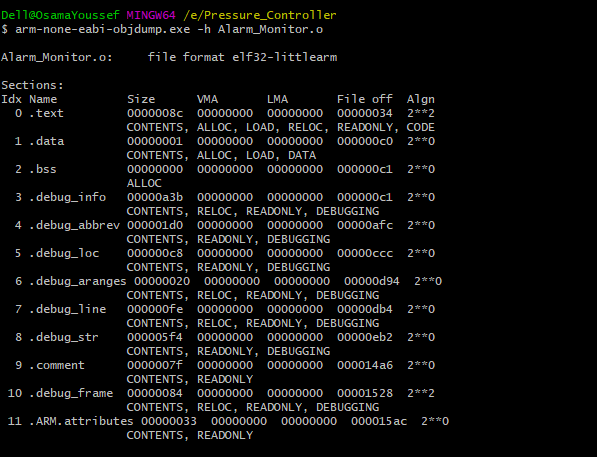 Dell@OsamaYoussef MINGW64 /e/Pressure_Controller
$ arm-none-eabi-objdump.exe -h Alarm_Monitor.o

Alarm_Monitor.o:     file format elf32-littlearm

Sections:
Idx Name          Size      VMA       LMA       File off  Algn
  0 .text         0000008c  00000000  00000000  00000034  2**2
                  CONTENTS, ALLOC, LOAD, RELOC, READONLY, CODE
  1 .data         00000001  00000000  00000000  000000c0  2**0
                  CONTENTS, ALLOC, LOAD, DATA
  2 .bss          00000000  00000000  00000000  000000c1  2**0
                  ALLOC
  3 .debug_info   00000a3b  00000000  00000000  000000c1  2**0
                  CONTENTS, RELOC, READONLY, DEBUGGING
  4 .debug_abbrev 000001d0  00000000  00000000  00000afc  2**0
                  CONTENTS, READONLY, DEBUGGING
  5 .debug_loc    000000c8  00000000  00000000  00000ccc  2**0
                  CONTENTS, READONLY, DEBUGGING
  6 .debug_aranges 00000020  00000000  00000000  00000d94  2**0
                  CONTENTS, RELOC, READONLY, DEBUGGING
  7 .debug_line   000000fe  00000000  00000000  00000db4  2**0
                  CONTENTS, RELOC, READONLY, DEBUGGING
  8 .debug_str    000005f4  00000000  00000000  00000eb2  2**0
                  CONTENTS, READONLY, DEBUGGING
  9 .comment      0000007f  00000000  00000000  000014a6  2**0
                  CONTENTS, READONLY
 10 .debug_frame  00000084  00000000  00000000  00001528  2**2
                  CONTENTS, RELOC, READONLY, DEBUGGING
 11 .ARM.attributes 00000033  00000000  00000000  000015ac  2**0
                  CONTENTS, READONLY